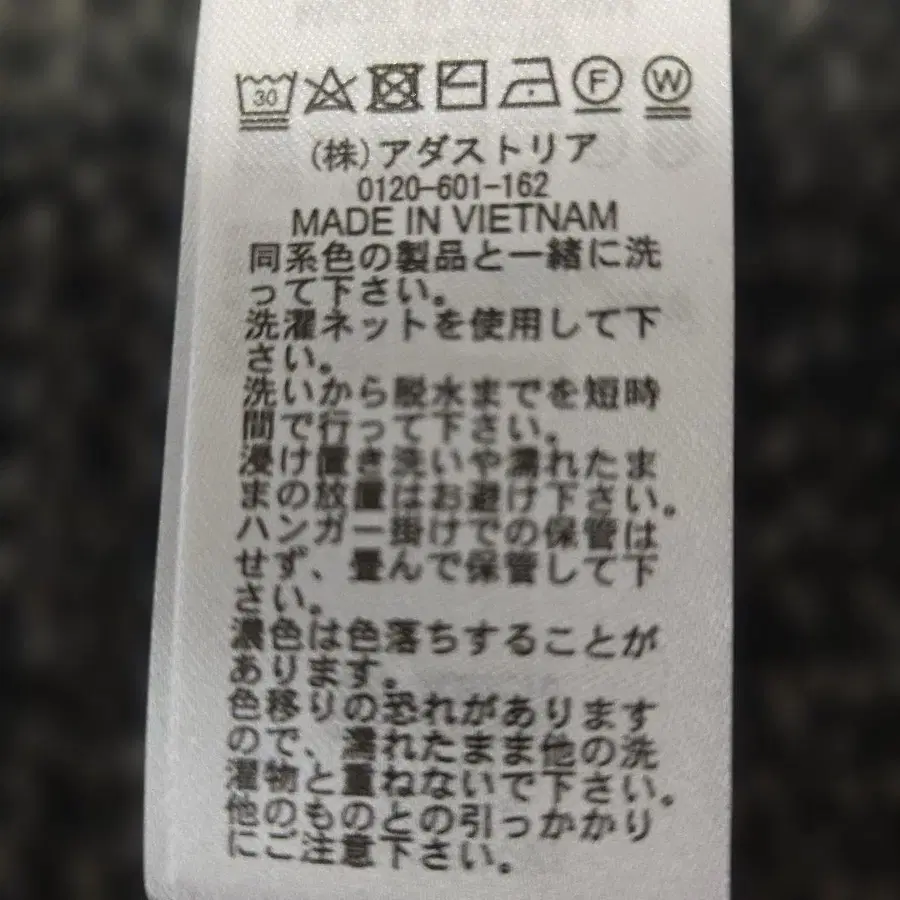 30 F W
(株)アダストリア
0120-601-162
MADE IN VIETNAM
同系色の製品と一緒に洗
って下さい。
洗濯ネットを使用して下
さい。
洗いから脱水までを短時
間で行って下さい。
浸け置き洗いや濡れたま
まの放置はお避け下さい。
ハンガー掛けでの保管は
せず、畳んで保管して下
さい。
濃色は色落ちすることが
あります。
色移りの恐れがあります
ので、濡れたまま他の洗
濯物と重ねないで下さい。
他のものとの引っかかり
にご注意下さい。